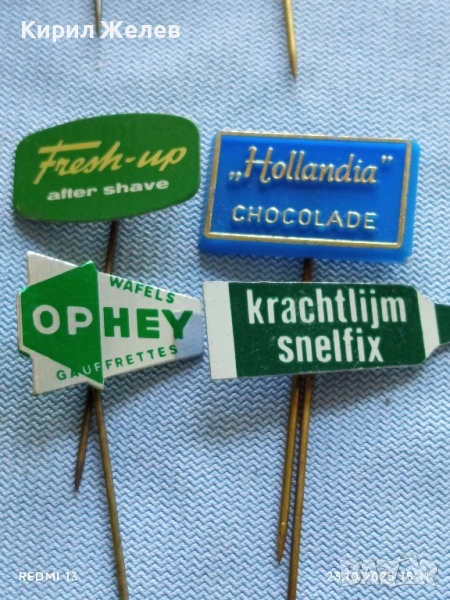 Кирил Желев
Fresh-up
after shave
„Hollandia”
CHOCOLADE
WAFELS
OPHEY
GAUFFRETTES
krachtlijm
snelfix
REDMI 13